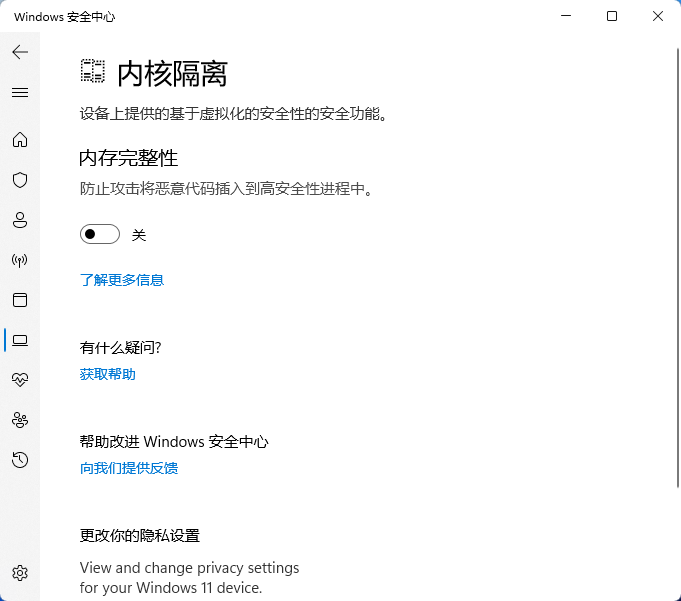 Windows 安全中心
内核隔离
设备上提供的基于虚拟化的安全性的安全功能。
内存完整性
防止攻击将恶意代码插入到高安全性进程中。
关
了解更多信息
有什么疑问?
获取帮助
帮助改进 Windows 安全中心
向我们提供反馈
更改你的隐私设置
View and change privacy settings
for your Windows 11 device.